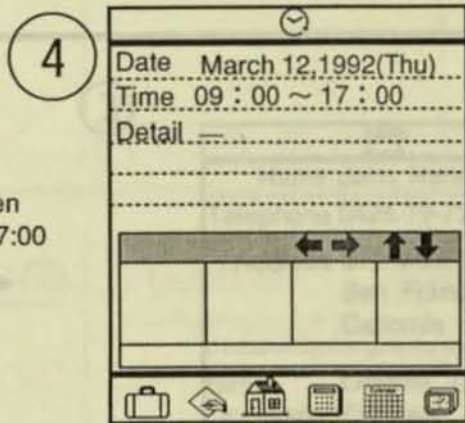 4
Date March 12,1992(Thu)
Time 09 : 00 ~ 17 : 00
Detail —
en
7:00